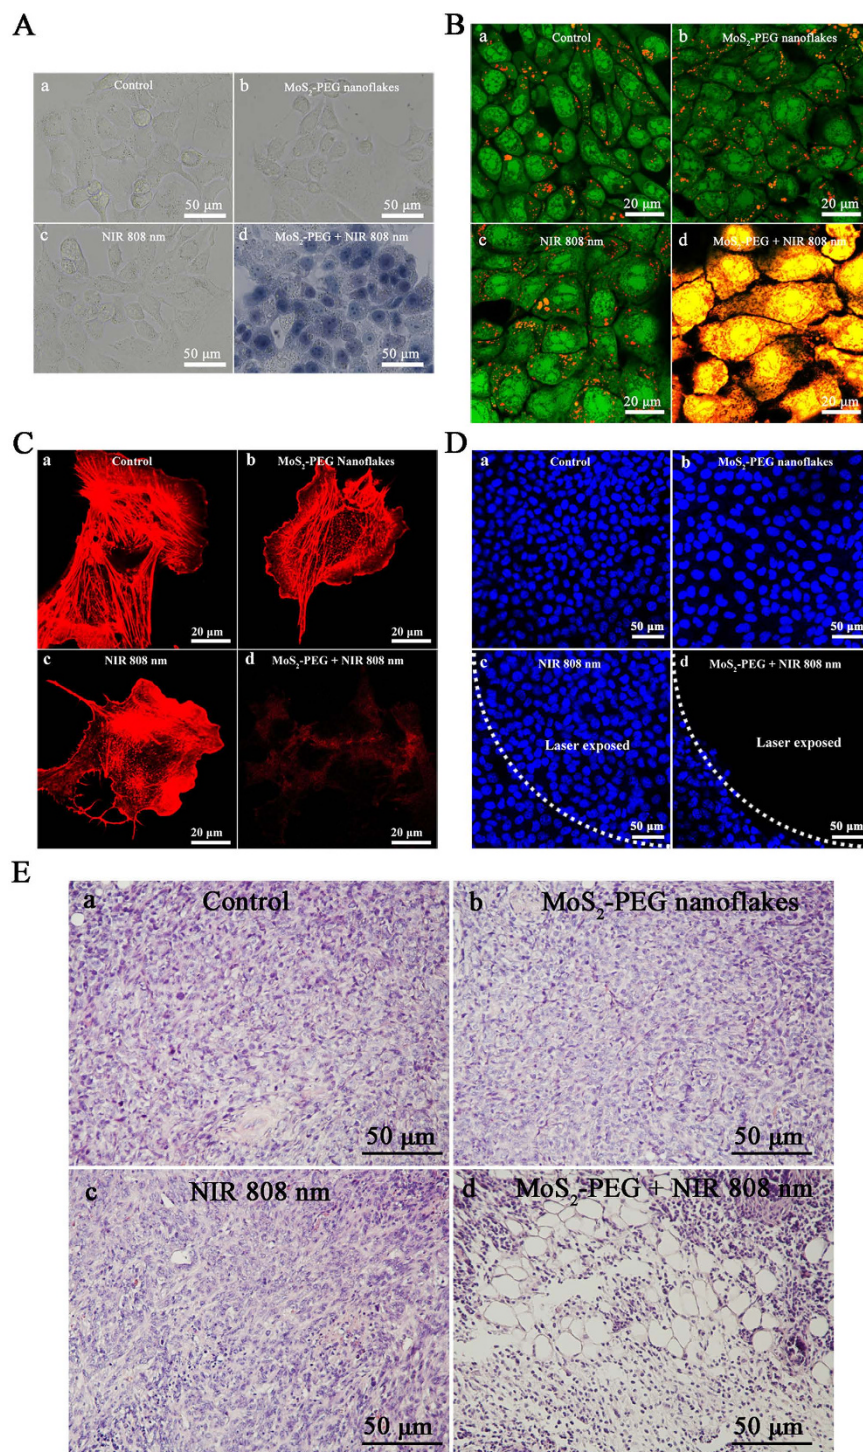 A
a Control
b MoS₂-PEG nanoflakes
50 µm
50 µm
c NIR 808 nm
d MoS₂-PEG + NIR 808 nm
50 µm
50 µm
B
a Control
b MoS₂-PEG nanoflakes
20 µm
20 µm
c NIR 808 nm
d MoS₂-PEG + NIR 808 nm
20 µm
20 µm
C
a Control
b MoS₂-PEG Nanoflakes
20 µm
20 µm
c NIR 808 nm
d MoS₂-PEG + NIR 808 nm
20 µm
20 µm
D
a Control
b MoS₂-PEG nanoflakes
50 µm
50 µm
c NIR 808 nm
d MoS₂-PEG + NIR 808 nm
Laser exposed
Laser exposed
50 µm
50 µm
E
a Control
b MoS₂-PEG nanoflakes
50 µm
50 µm
c NIR 808 nm
d MoS₂-PEG + NIR 808 nm
50 µm
50 µm